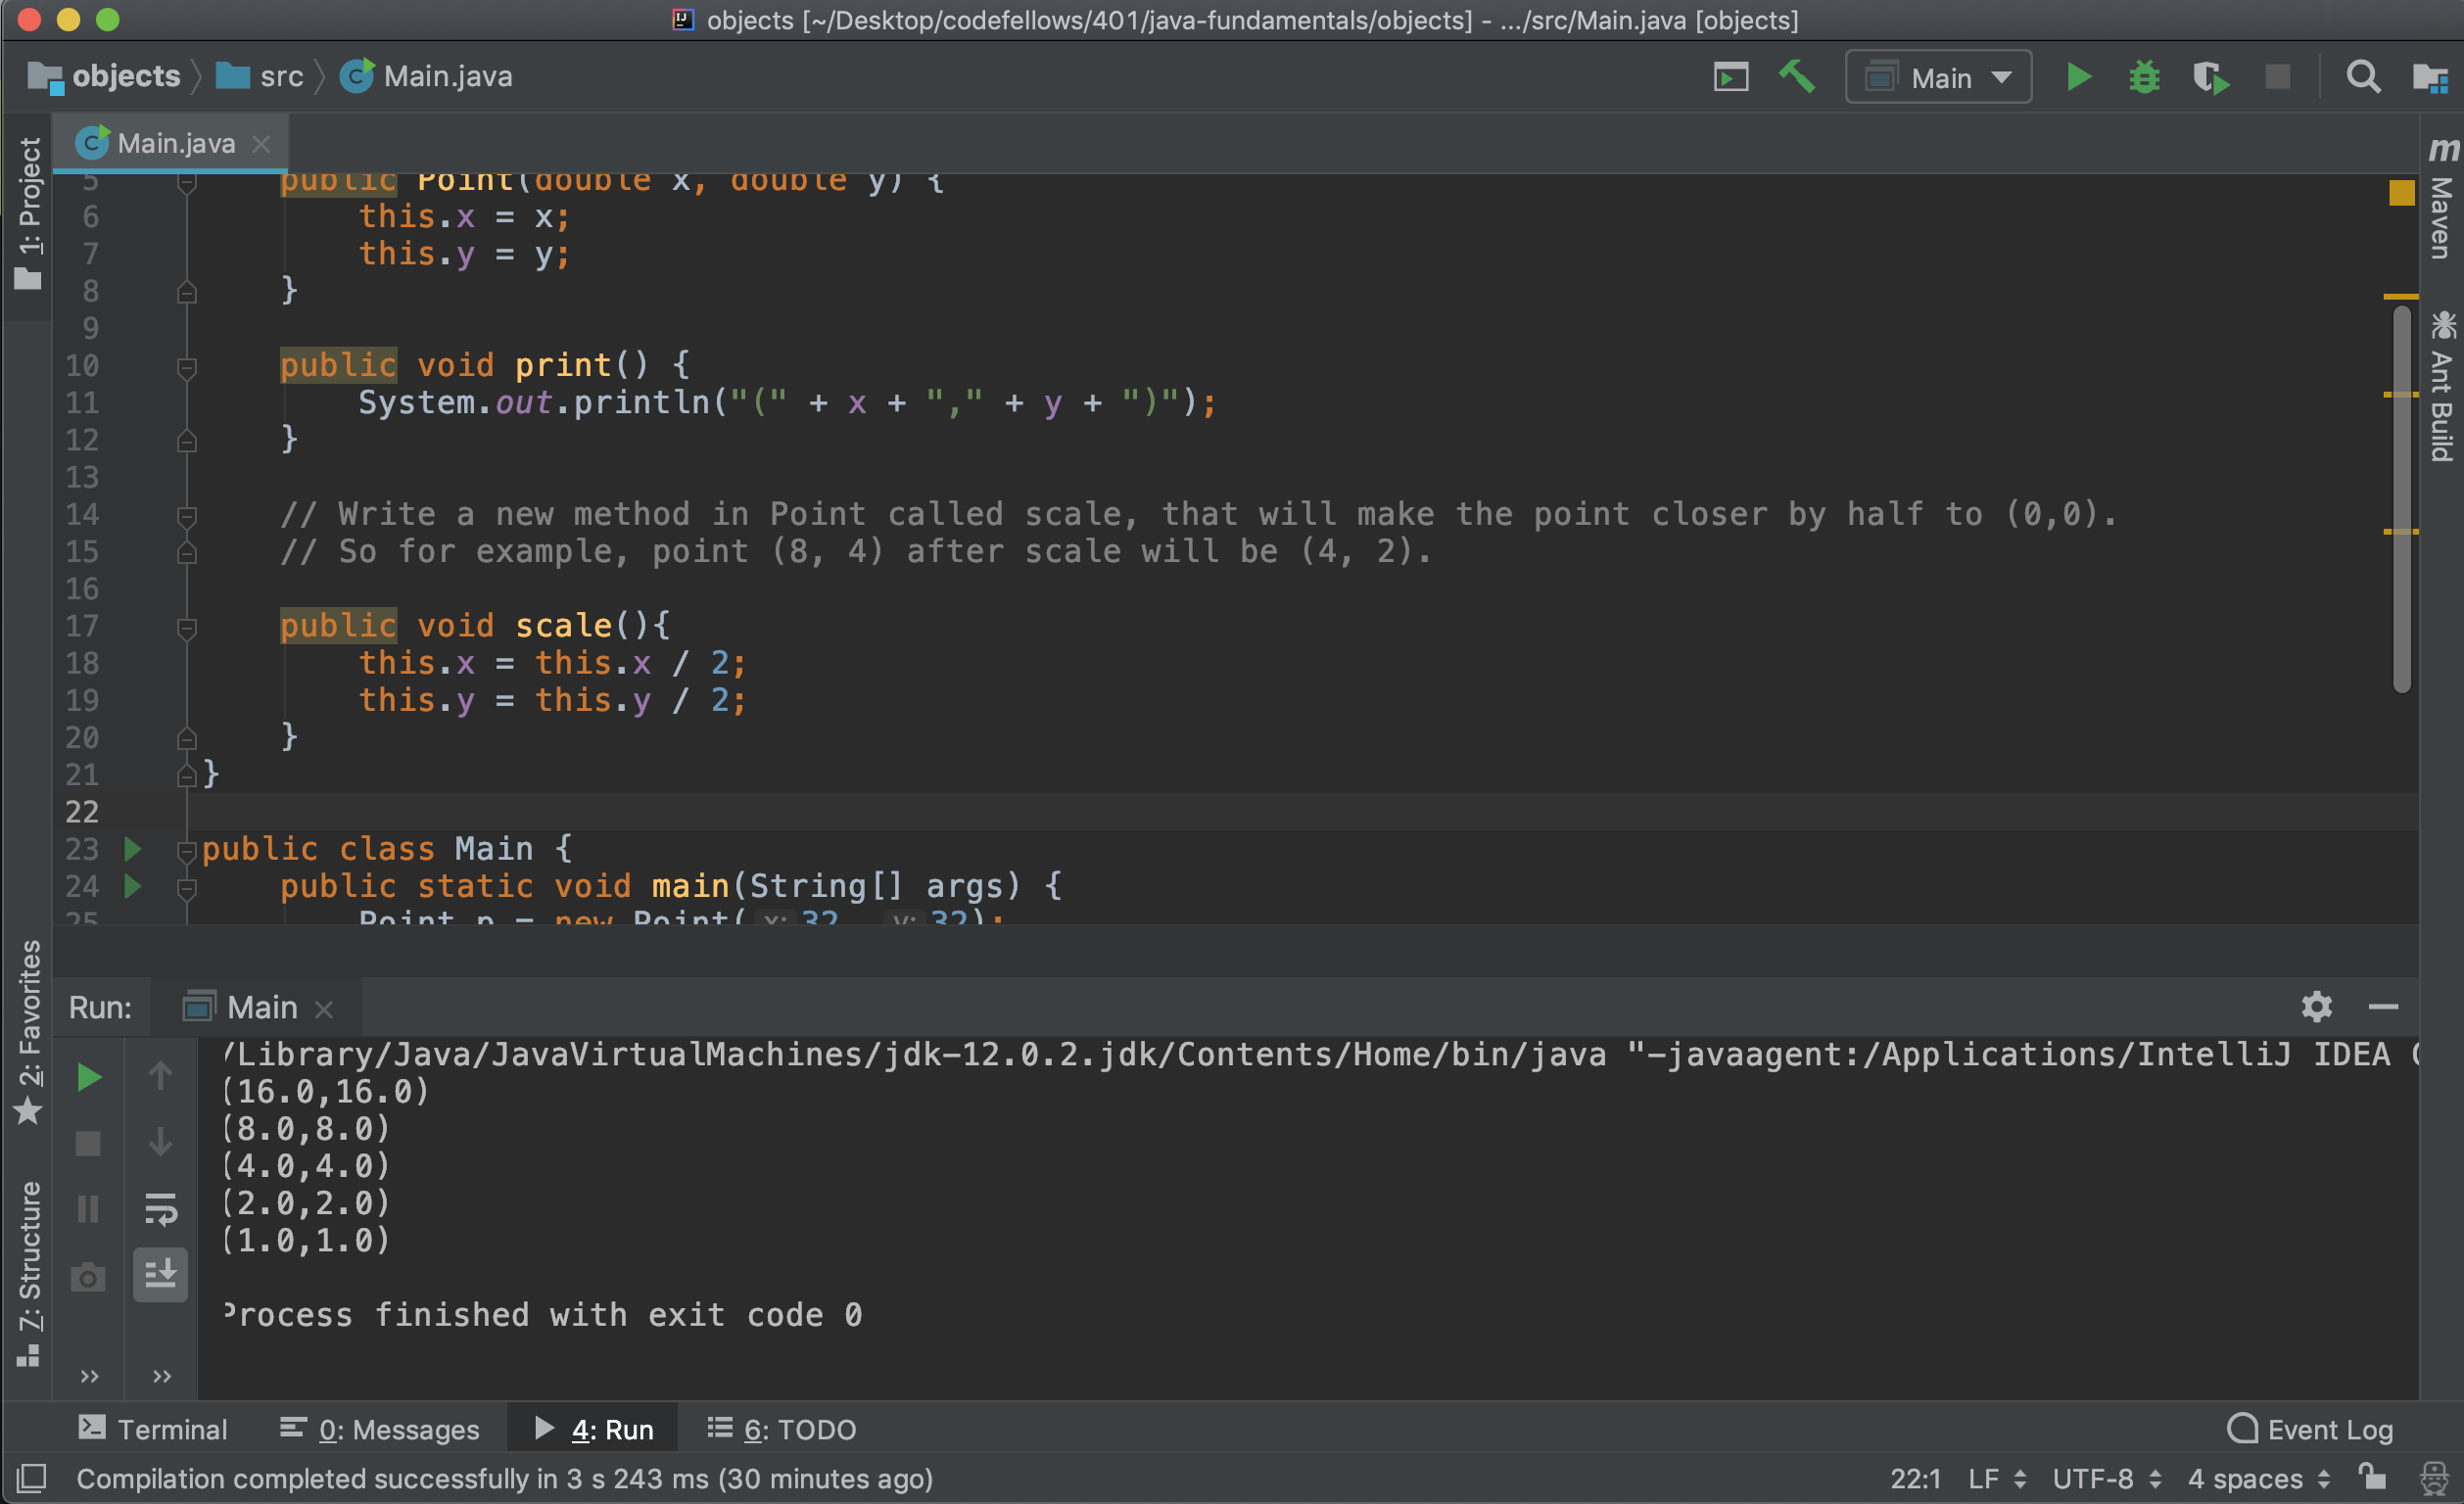 objects [~/Desktop/codefellows/401/java-fundamentals/objects] - .../src/Main.java [objects]
objects src Main.java
Main
Main.java
1: Project
Maven
Ant Build
2: Favorites
7: Structure
5 public Point(double x, double y) {
6 this.x = x;
7 this.y = y;
8 }
9
10 public void print() {
11 System.out.println("(" + x + "," + y + ")");
12 }
13
14 // Write a new method in Point called scale, that will make the point closer by half to (0,0).
15 // So for example, point (8, 4) after scale will be (4, 2).
16
17 public void scale(){
18 this.x = this.x / 2;
19 this.y = this.y / 2;
20 }
21 }
22
23 public class Main {
24 public static void main(String[] args) {
25 Point p = new Point( x: 32, y: 32);
Run: Main
/Library/Java/JavaVirtualMachines/jdk-12.0.2.jdk/Contents/Home/bin/java "-javaagent:/Applications/IntelliJ IDEA
(16.0,16.0)
(8.0,8.0)
(4.0,4.0)
(2.0,2.0)
(1.0,1.0)
Process finished with exit code 0
Terminal 0: Messages 4: Run 6: TODO Event Log
Compilation completed successfully in 3 s 243 ms (30 minutes ago) 22:1 LF UTF-8 4 spaces